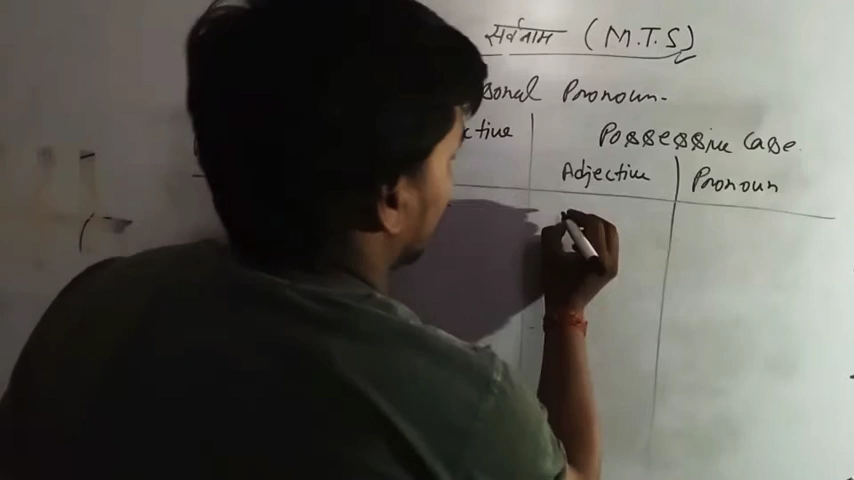 सर्वनाम (M.T.S)
sonal Pronoun.
ctive Possessive Case.
Adjective Pronoun